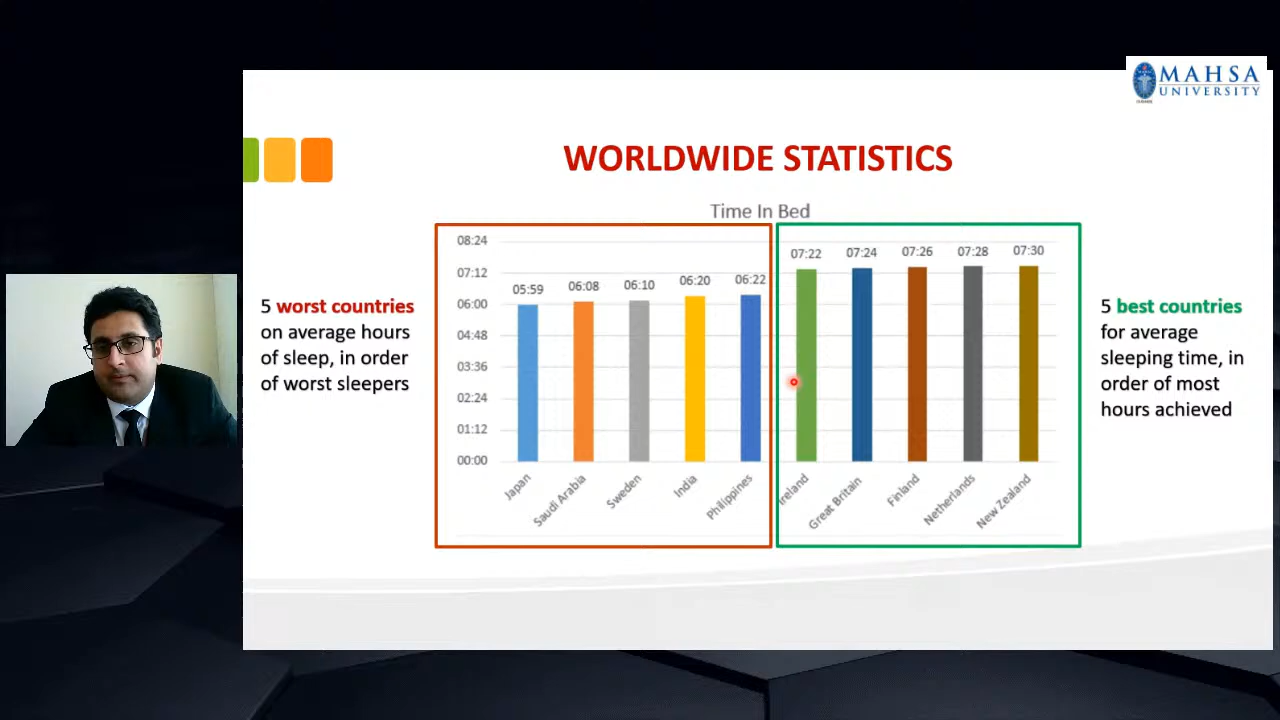 MAHSA
UNIVERSITY
WORLDWIDE STATISTICS
Time In Bed
5 worst countries
on average hours
of sleep, in order
of worst sleepers
08:24
07:12
06:00
04:48
03:36
02:24
01:12
00:00
05:59
06:08
06:10
06:20
06:22
07:22
07:24
07:26
07:28
07:30
Japan
Saudi Arabia
Sweden
India
Philippines
Ireland
Great Britain
Finland
Netherlands
New Zealand
5 best countries
for average
sleeping time, in
order of most
hours achieved